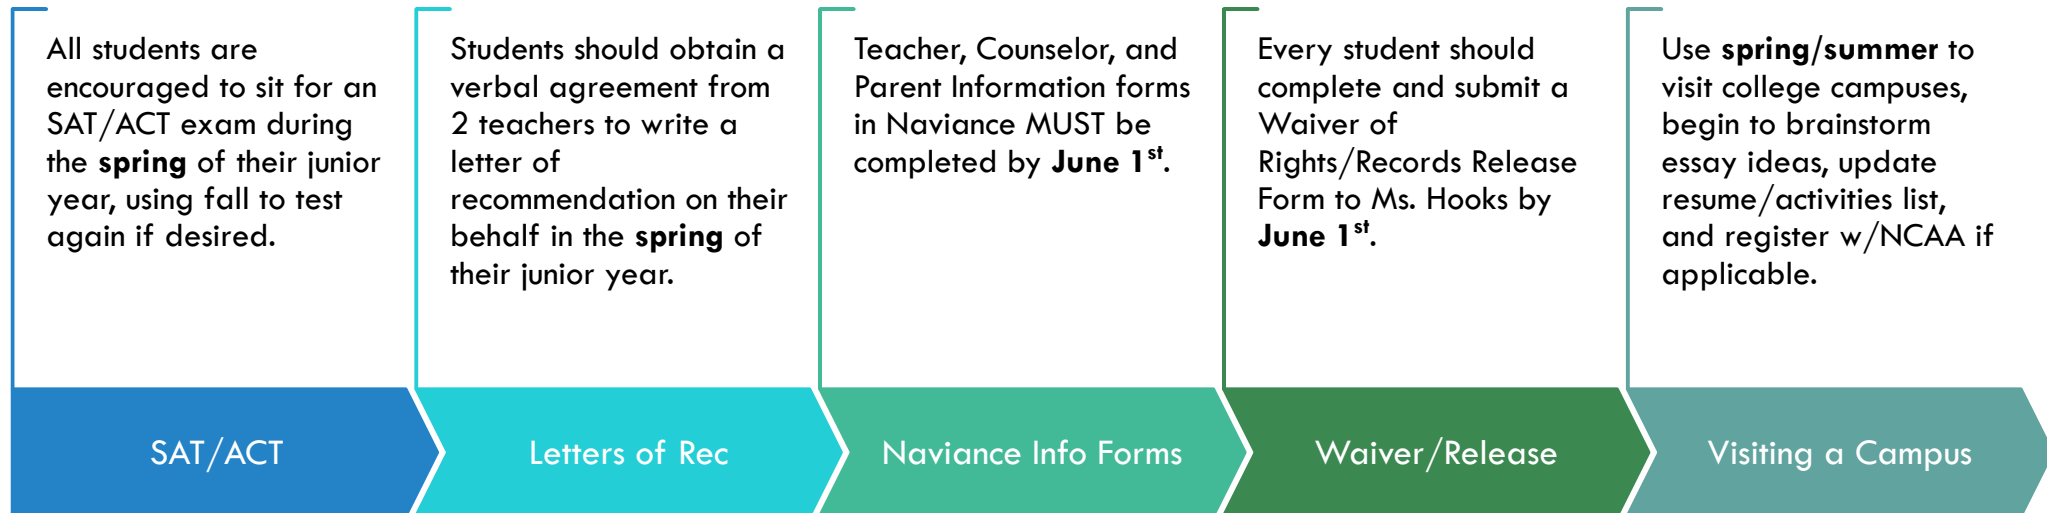 All students are
encouraged to sit for an
SAT/ACT exam during
the spring of their junior
year, using fall to test
again if desired.
SAT/ACT
Students should obtain a
verbal agreement from
2 teachers to write a
letter of
recommendation on their
behalf in the spring of
their junior year.
Letters of Rec
Teacher, Counselor, and
Parent Information forms
in Naviance MUST be
completed by June 1st.
Naviance Info Forms
Every student should
complete and submit a
Waiver of
Rights/Records Release
Form to Ms. Hooks by
June 1st.
Waiver/Release
Use spring/summer to
visit college campuses,
begin to brainstorm
essay ideas, update
resume/activities list,
and register w/NCAA if
applicable.
Visiting a Campus